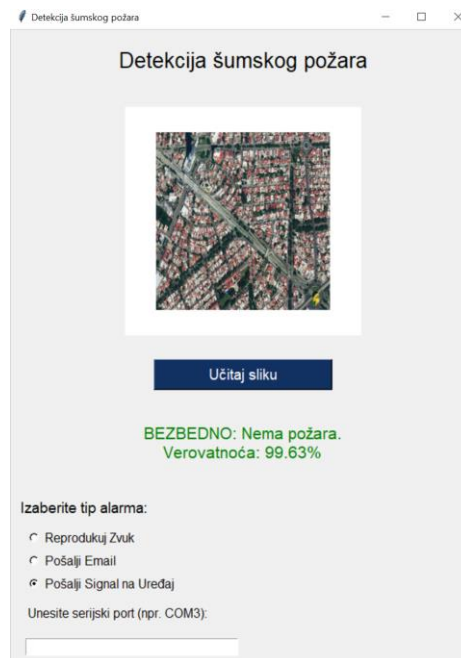 Detekcija šumskog požara
Detekcija šumskog požara
Učitaj sliku
BEZBEDNO: Nema požara.
Verovatnoća: 99.63%
Izaberite tip alarma:
Reprodukuj Zvuk
Pošalji Email
Pošalji Signal na Uređaj
Unesite serijski port (npr. COM3):